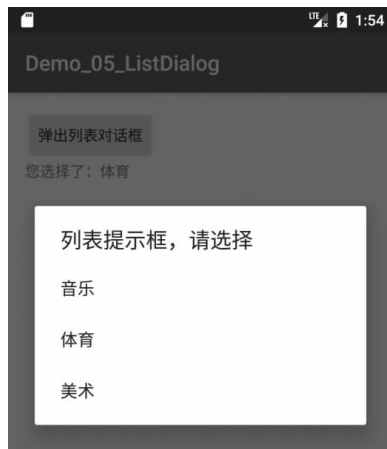 LTE 1:54
Demo_05_ListDialog
弹出列表对话框
您选择了：体育
列表提示框，请选择
音乐
体育
美术